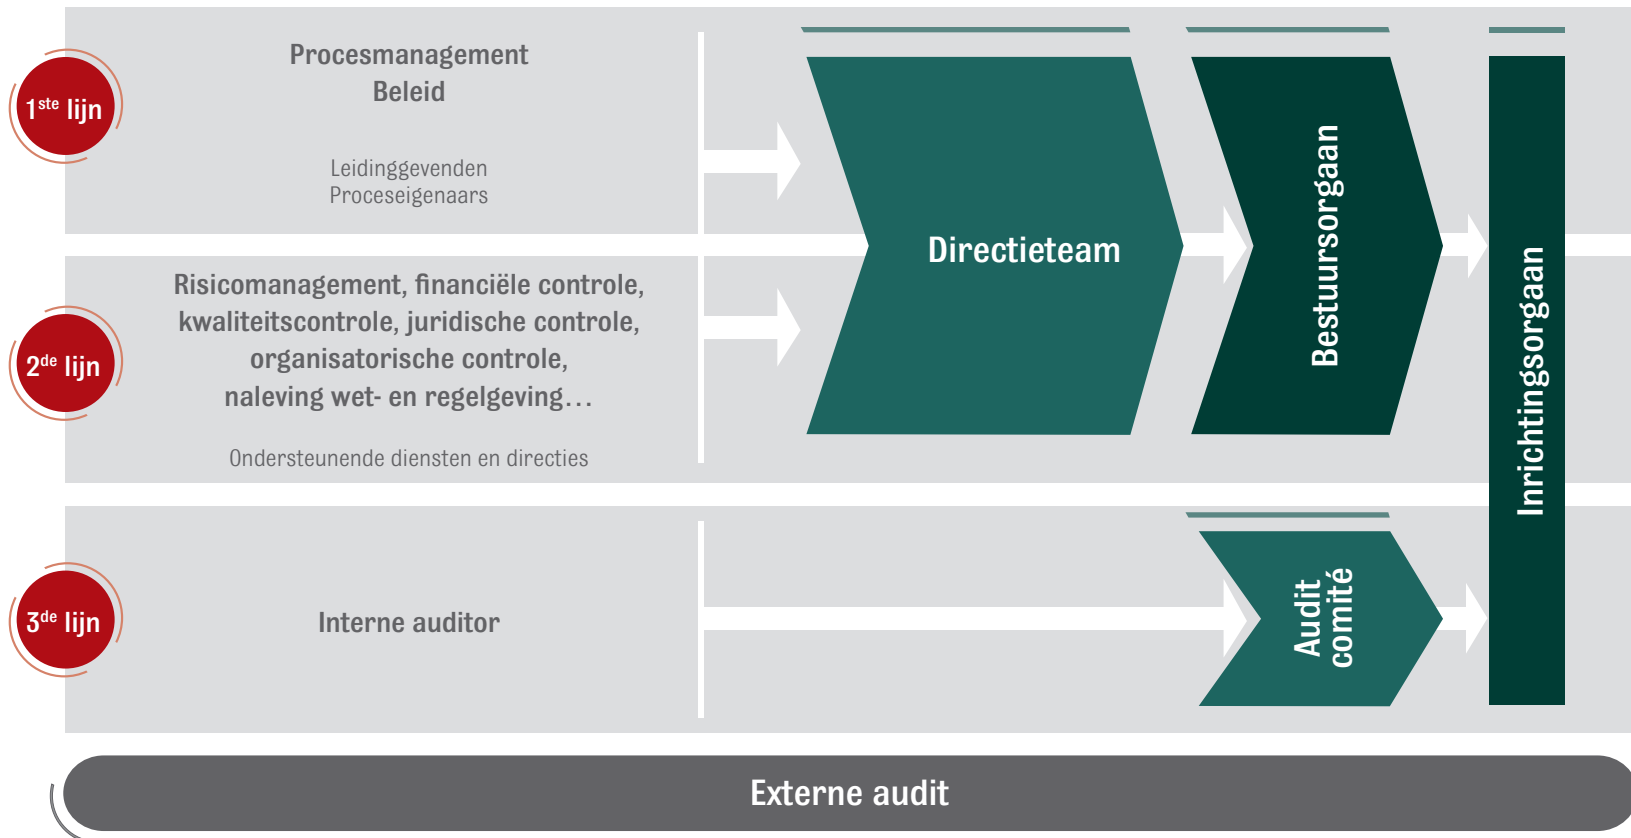 1ste lijn
Procesmanagement
Beleid
Leidinggevenden
Proceseigenaars
2de lijn
Risicomanagement, financiële controle,
kwaliteitscontrole, juridische controle,
organisatorische controle,
naleving wet- en regelgeving…
Ondersteunende diensten en directies
Directieteam
Bestuursorgaan
Inrichtingsorgaan
3de lijn
Interne auditor
Audit
comité
Externe audit